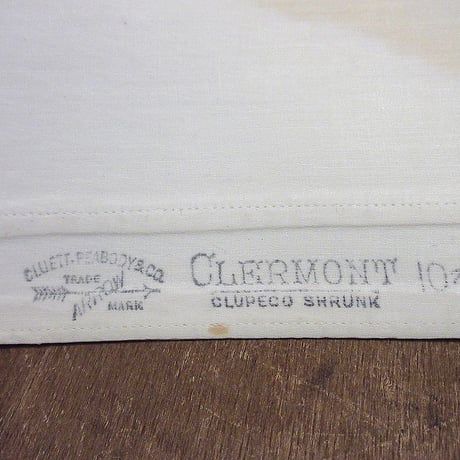 CLUETT. PEABODY & CO.
TRADE
ARROW
MARK
CLERMONT
CLUPECO SHRUNK